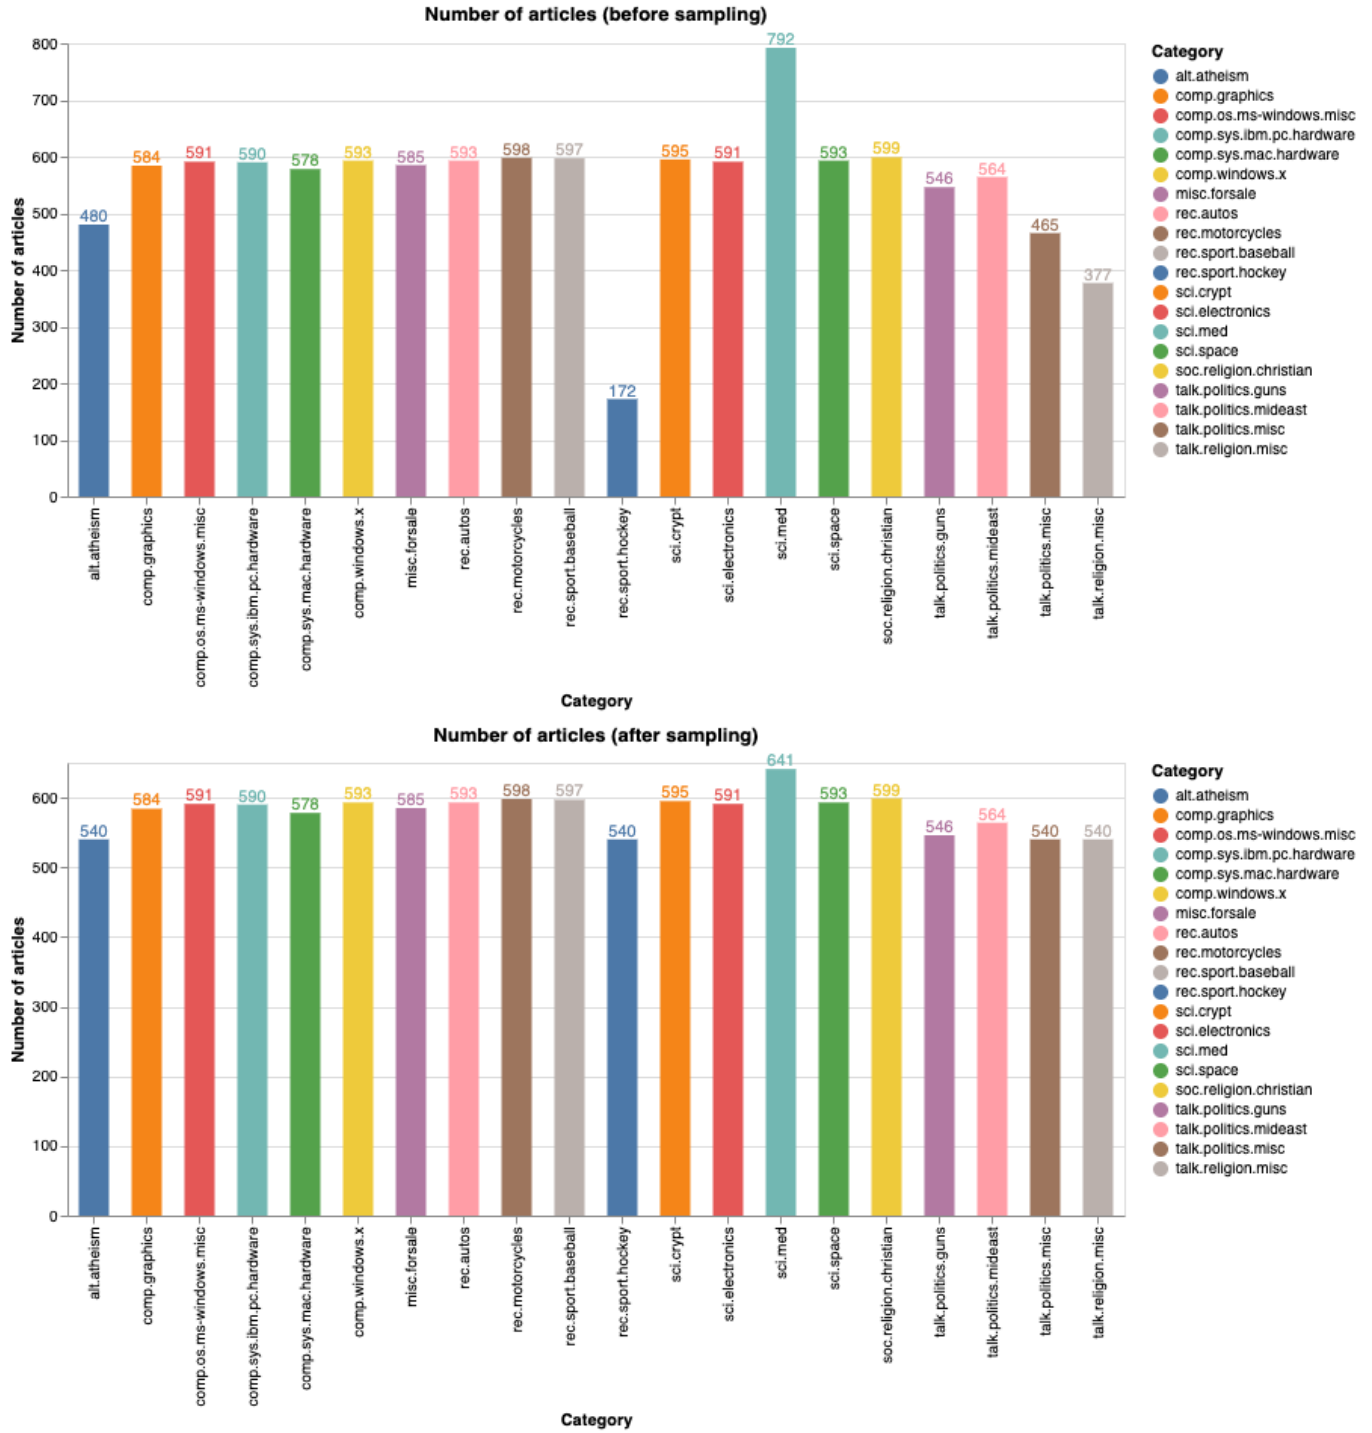 Number of articles (before sampling)
Number of articles
800
700
600
500
400
300
200
100
0
480
584
591
590
578
593
585
593
598
597
172
595
591
792
593
599
546
564
465
377
alt.atheism
comp.graphics
comp.os.ms-windows.misc
comp.sys.ibm.pc.hardware
comp.sys.mac.hardware
comp.windows.x
misc.forsale
rec.autos
rec.motorcycles
rec.sport.baseball
rec.sport.hockey
sci.crypt
sci.electronics
sci.med
sci.space
soc.religion.christian
talk.politics.guns
talk.politics.mideast
talk.politics.misc
talk.religion.misc
Category
Category
alt.atheism
comp.graphics
comp.os.ms-windows.misc
comp.sys.ibm.pc.hardware
comp.sys.mac.hardware
comp.windows.x
misc.forsale
rec.autos
rec.motorcycles
rec.sport.baseball
rec.sport.hockey
sci.crypt
sci.electronics
sci.med
sci.space
soc.religion.christian
talk.politics.guns
talk.politics.mideast
talk.politics.misc
talk.religion.misc
Number of articles (after sampling)
Number of articles
600
500
400
300
200
100
0
540
584
591
590
578
593
585
593
598
597
540
595
591
641
593
599
546
564
540
540
alt.atheism
comp.graphics
comp.os.ms-windows.misc
comp.sys.ibm.pc.hardware
comp.sys.mac.hardware
comp.windows.x
misc.forsale
rec.autos
rec.motorcycles
rec.sport.baseball
rec.sport.hockey
sci.crypt
sci.electronics
sci.med
sci.space
soc.religion.christian
talk.politics.guns
talk.politics.mideast
talk.politics.misc
talk.religion.misc
Category
Category
alt.atheism
comp.graphics
comp.os.ms-windows.misc
comp.sys.ibm.pc.hardware
comp.sys.mac.hardware
comp.windows.x
misc.forsale
rec.autos
rec.motorcycles
rec.sport.baseball
rec.sport.hockey
sci.crypt
sci.electronics
sci.med
sci.space
soc.religion.christian
talk.politics.guns
talk.politics.mideast
talk.politics.misc
talk.religion.misc